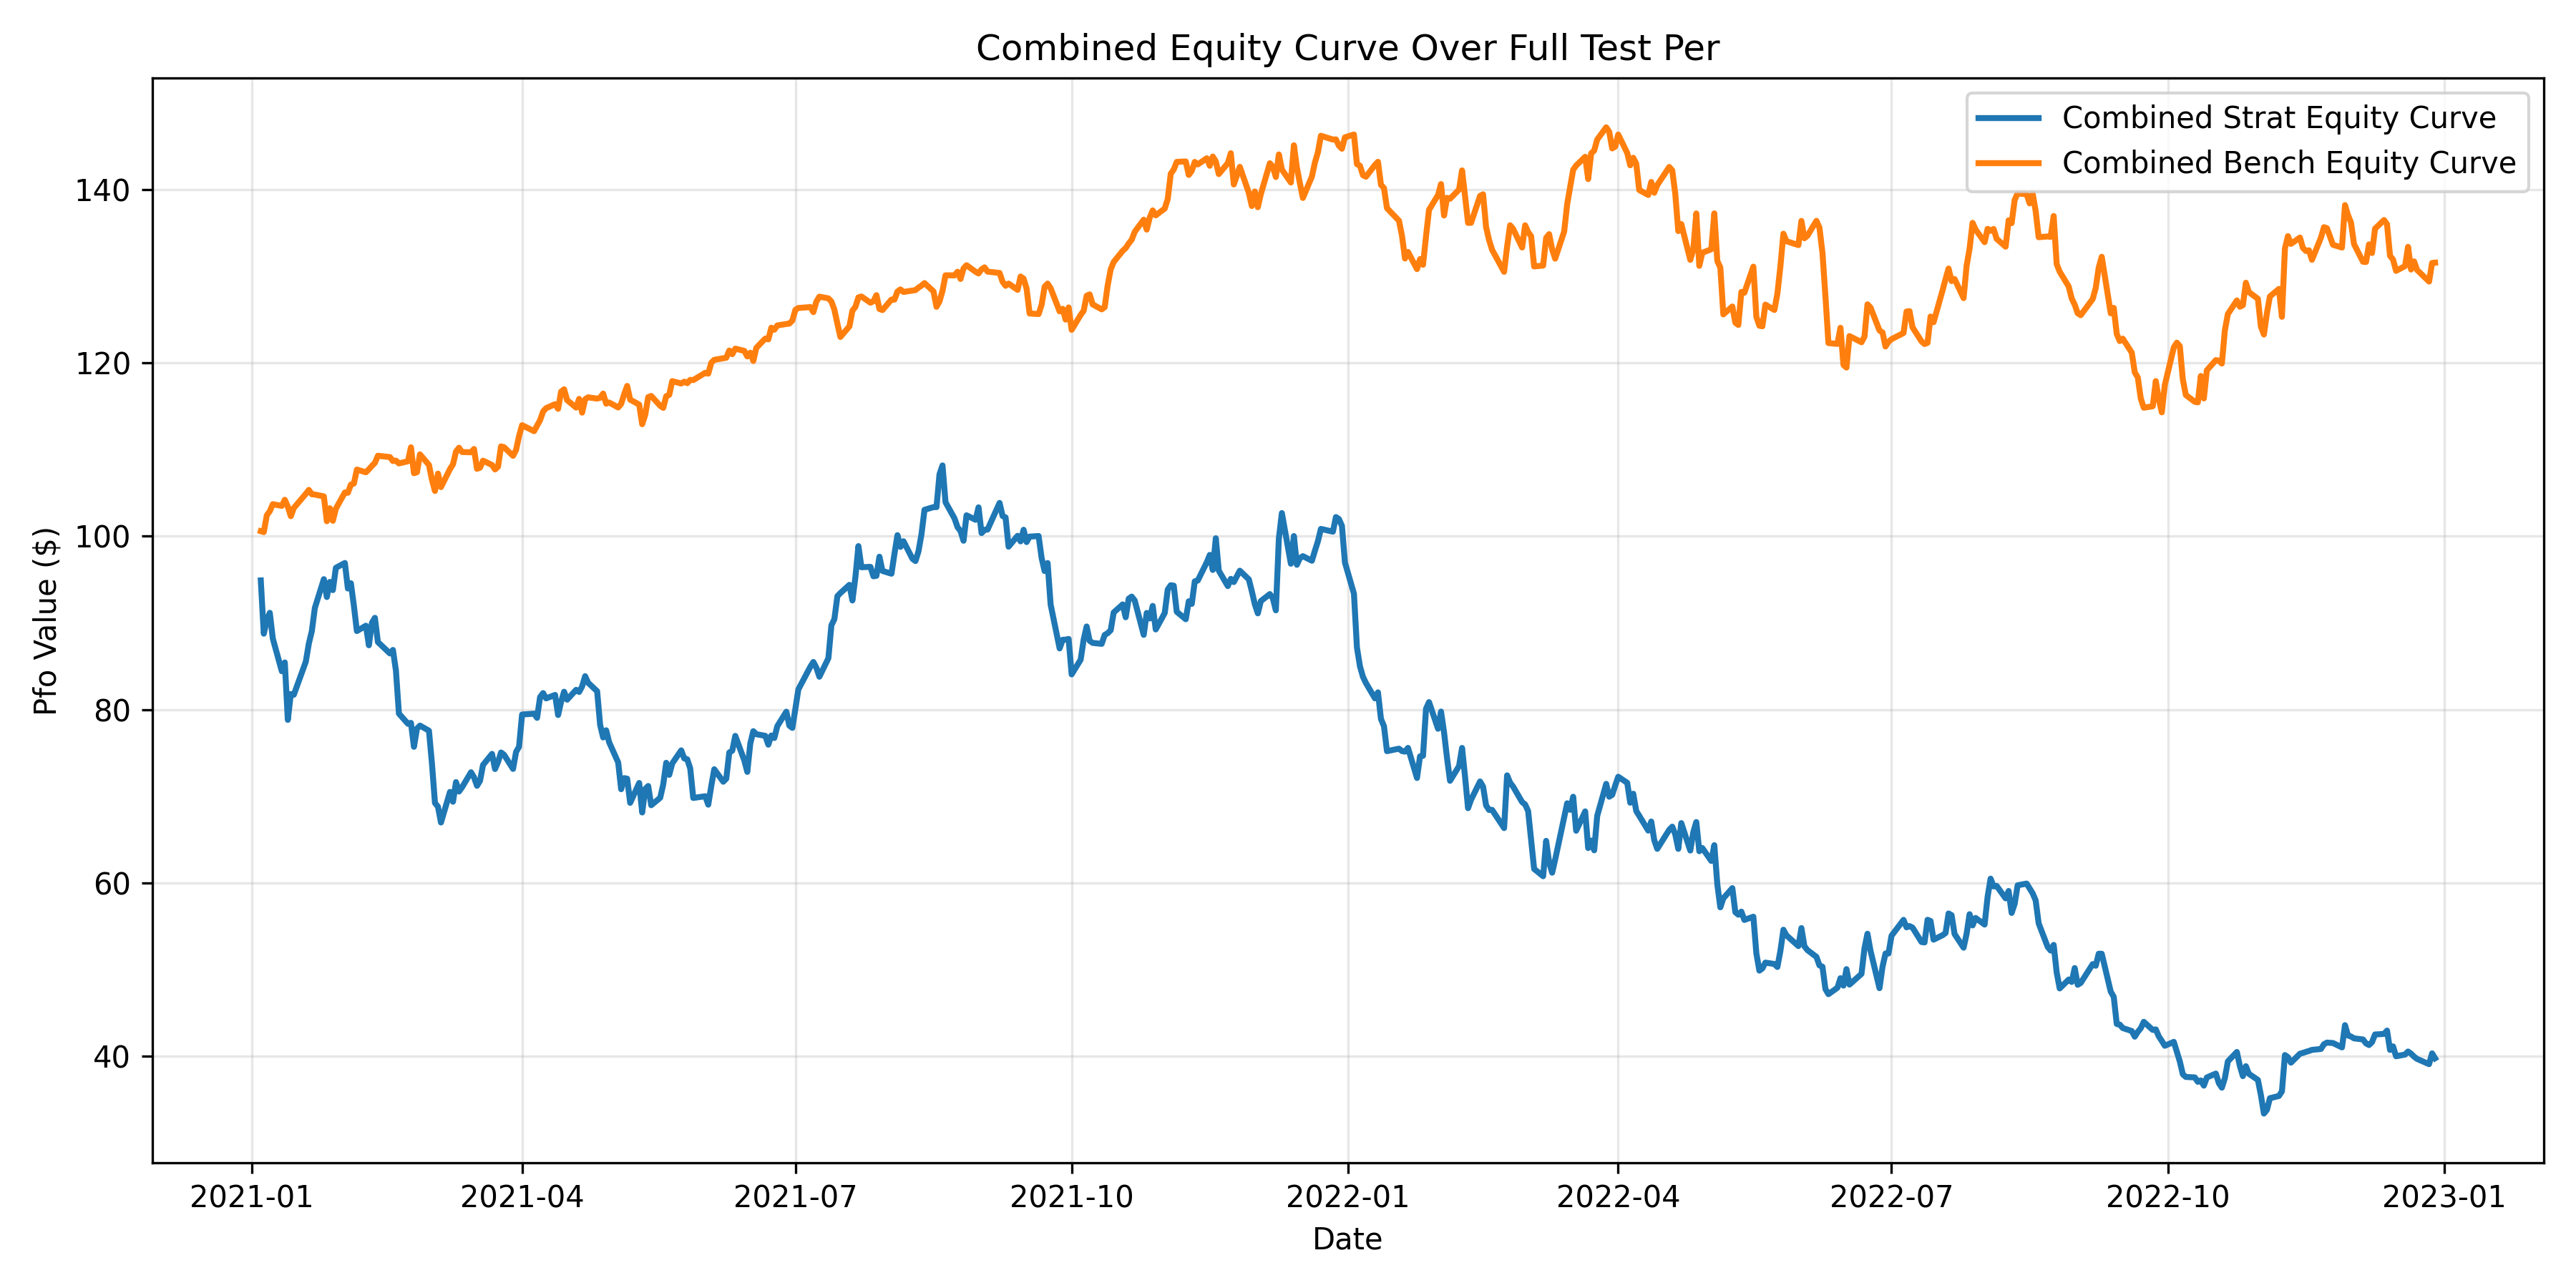 Combined Equity Curve Over Full Test Per
Combined Strat Equity Curve
Combined Bench Equity Curve
Pfo Value ($)
140
120
100
80
60
40
2021-01 2021-04 2021-07 2021-10 2022-01 2022-04 2022-07 2022-10 2023-01
Date